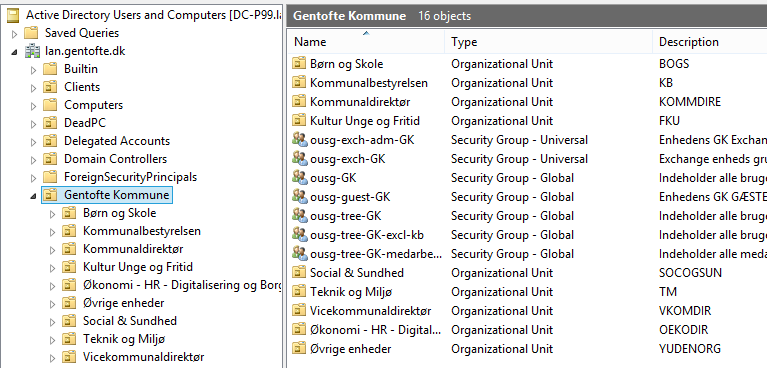 Active Directory Users and Computers [DC-P99.la
Saved Queries
lan.gentofte.dk
Builtin
Clients
Computers
DeadPC
Delegated Accounts
Domain Controllers
ForeignSecurityPrincipals
Gentofte Kommune
Børn og Skole
Kommunalbestyrelsen
Kommunaldirektør
Kultur Unge og Fritid
Økonomi - HR - Digitalisering og Borg
Øvrige enheder
Social & Sundhed
Teknik og Miljø
Vicekommunaldirektør
Gentofte Kommune 16 objects
Name Type Description
Børn og Skole Organizational Unit BOGS
Kommunalbestyrelsen Organizational Unit KB
Kommunaldirektør Organizational Unit KOMMDIRE
Kultur Unge og Fritid Organizational Unit FKU
ousg-exch-adm-GK Security Group - Universal Enhedens GK Exchan
ousg-exch-GK Security Group - Universal Exchange enheds gru
ousg-GK Security Group - Global Indeholder alle bruge
ousg-guest-GK Security Group - Global Enhedens GK GÆSTE
ousg-tree-GK Security Group - Global Indeholder alle bruge
ousg-tree-GK-excl-kb Security Group - Global Indeholder alle bruge
ousg-tree-GK-medarbe... Security Group - Global Indeholder alle meda
Social & Sundhed Organizational Unit SOCOGSUN
Teknik og Miljø Organizational Unit TM
Vicekommunaldirektør Organizational Unit VKOMDIR
Økonomi - HR - Digital... Organizational Unit OEKODIR
Øvrige enheder Organizational Unit YUDENORG